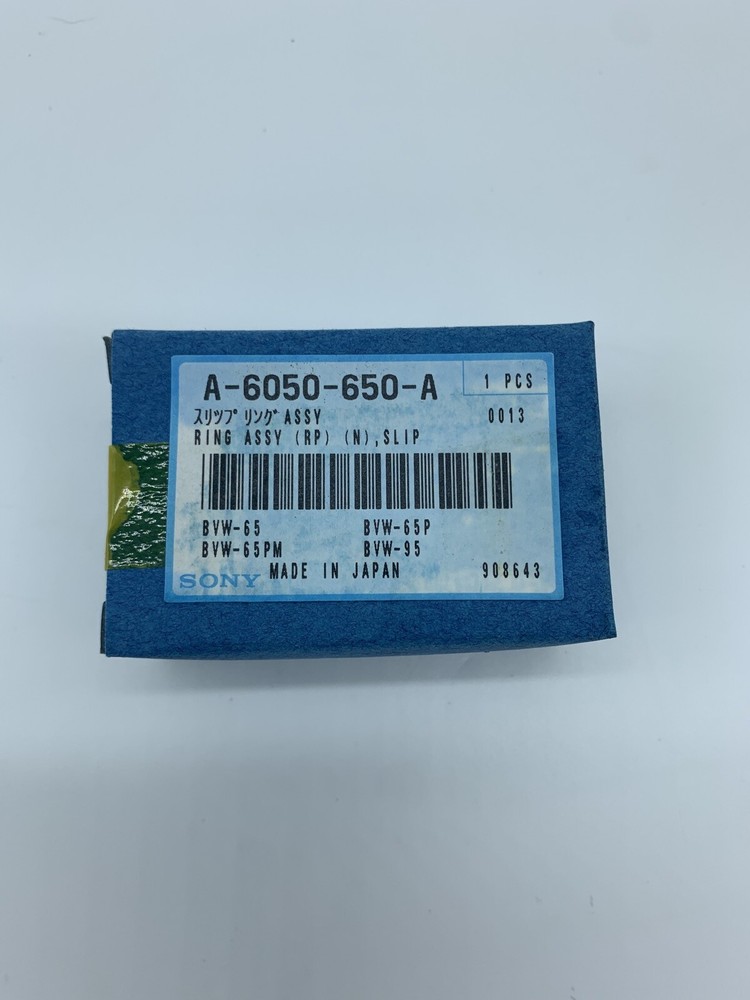 A-6050-650-A
1 PCS
ｽﾘﾂﾌﾟ ﾘﾝｸﾞ ASSY 0013
RING ASSY (RP) (N),SLIP
BVW-65 BVW-65P
BVW-65PM BVW-95
SONY MADE IN JAPAN 908643